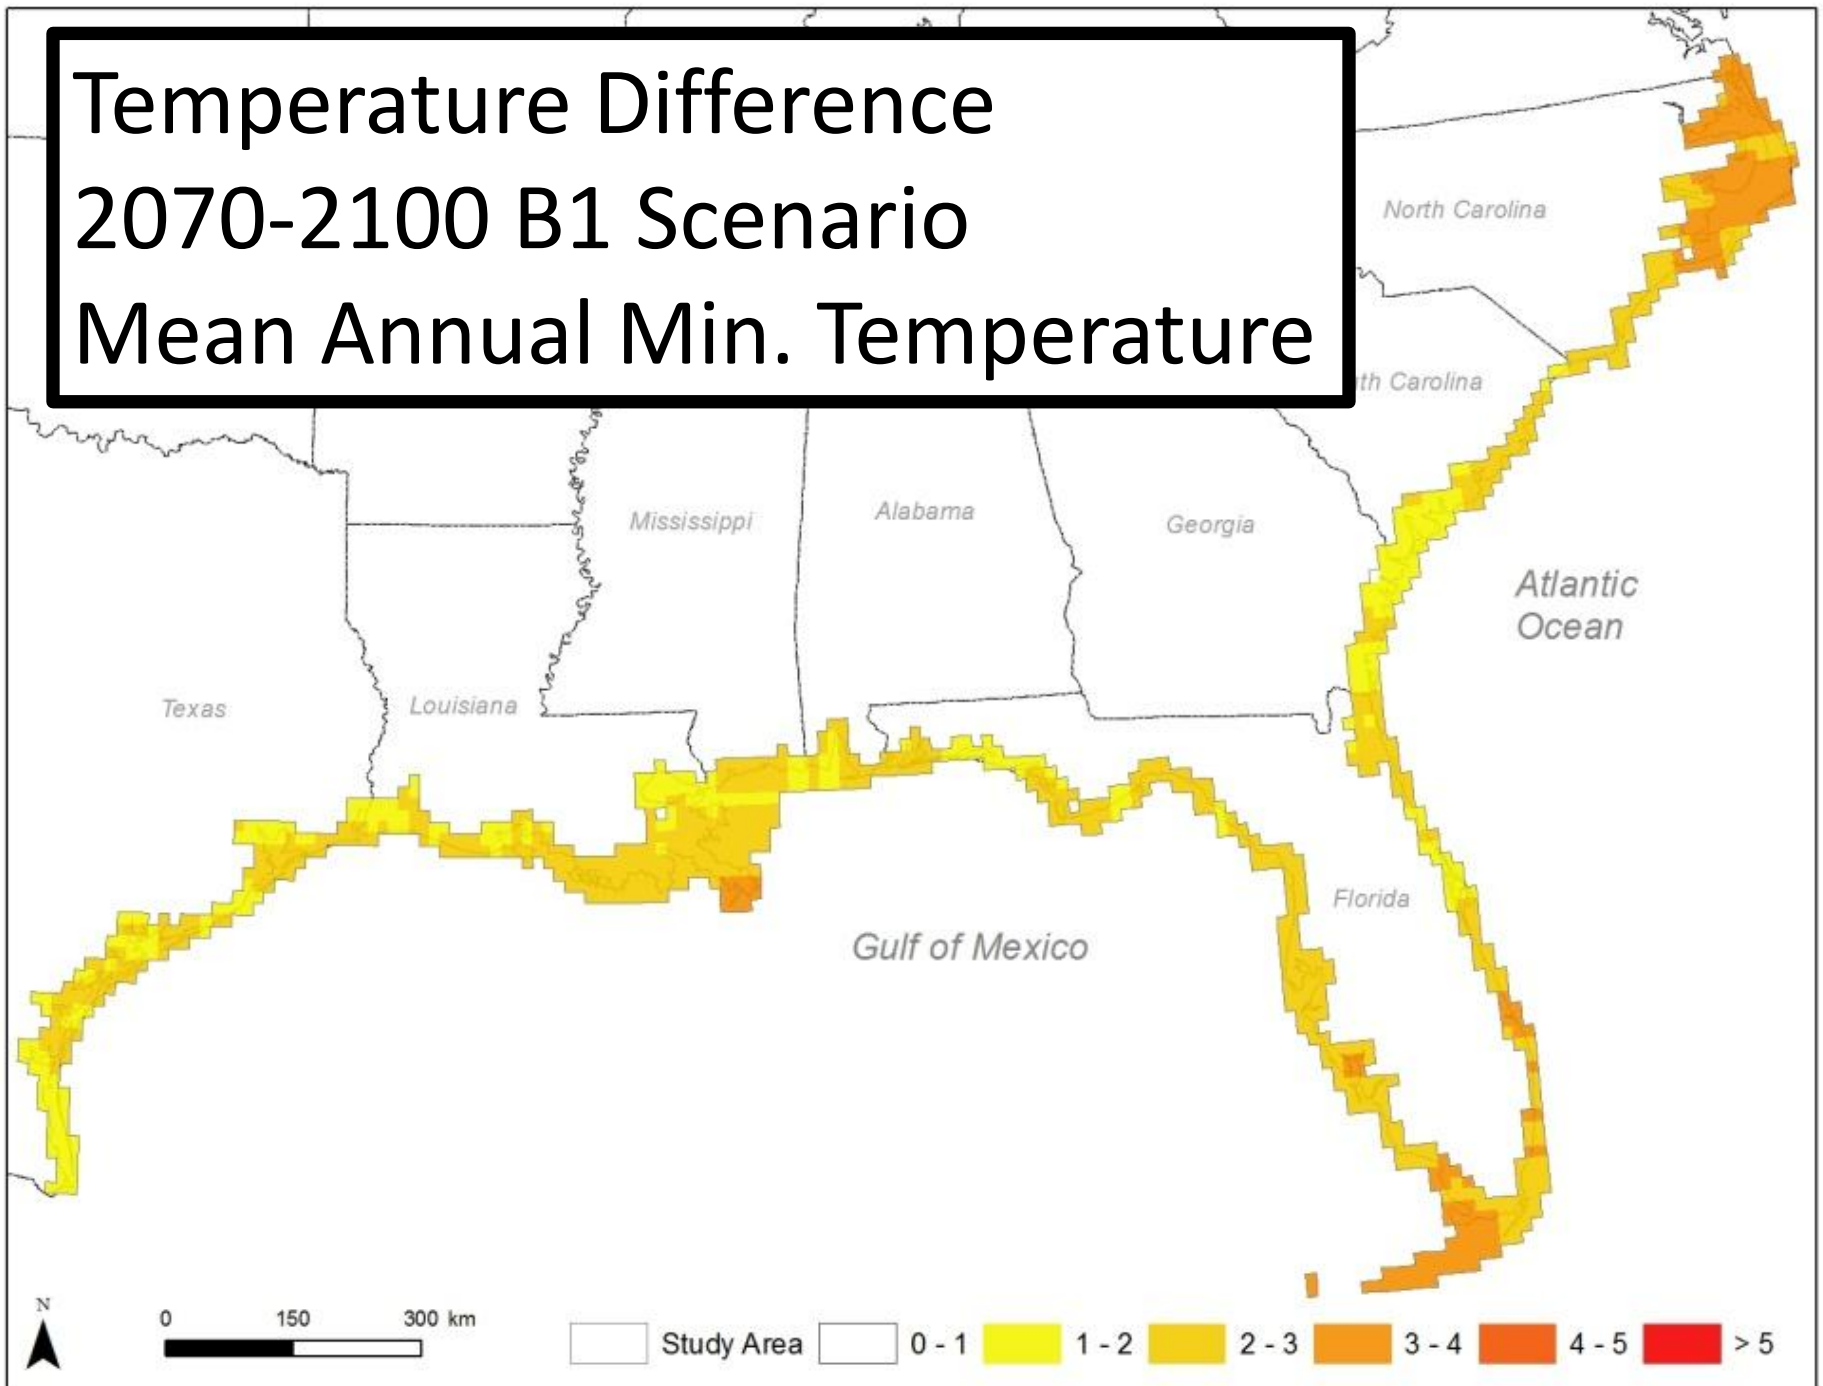 Temperature Difference
2070-2100 B1 Scenario
Mean Annual Min. Temperature
North Carolina
th Carolina
Mississippi
Alabama
Georgia
Atlantic
Ocean
Texas
Louisiana
Florida
Gulf of Mexico
N
0 150 300 km
Study Area 0 - 1 1 - 2 2 - 3 3 - 4 4 - 5 > 5